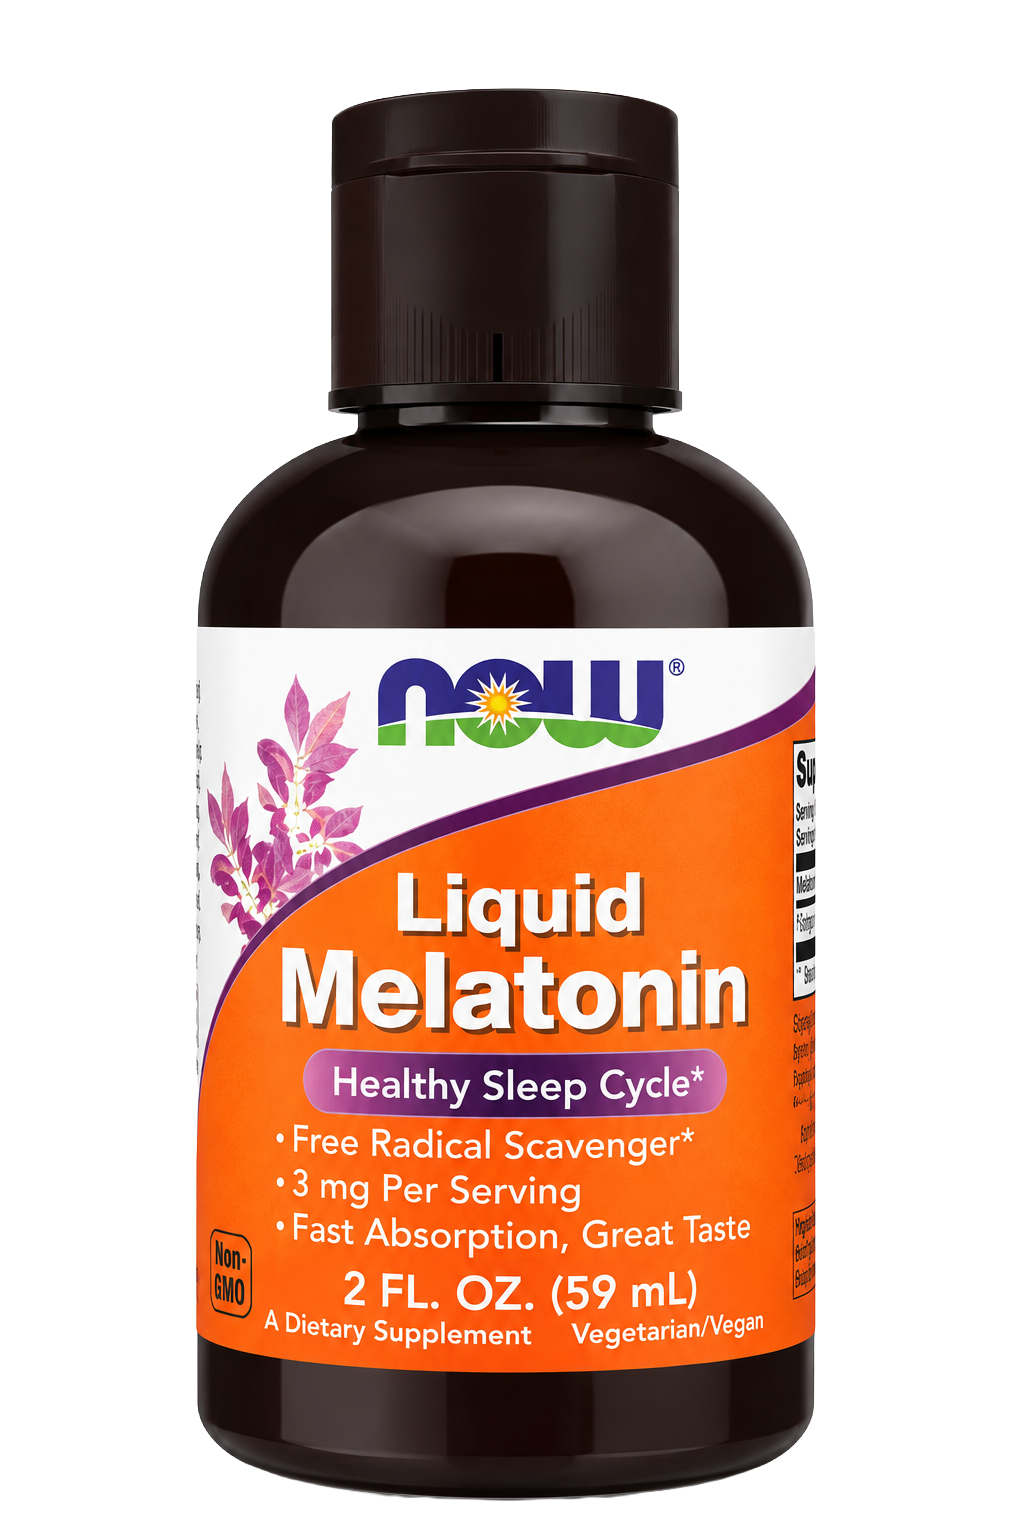 now®
Liquid
Melatonin
Healthy Sleep Cycle*
• Free Radical Scavenger*
• 3 mg Per Serving
• Fast Absorption, Great Taste
2 FL. OZ. (59 mL)
A Dietary Supplement Vegetarian/Vegan
Non-
GMO